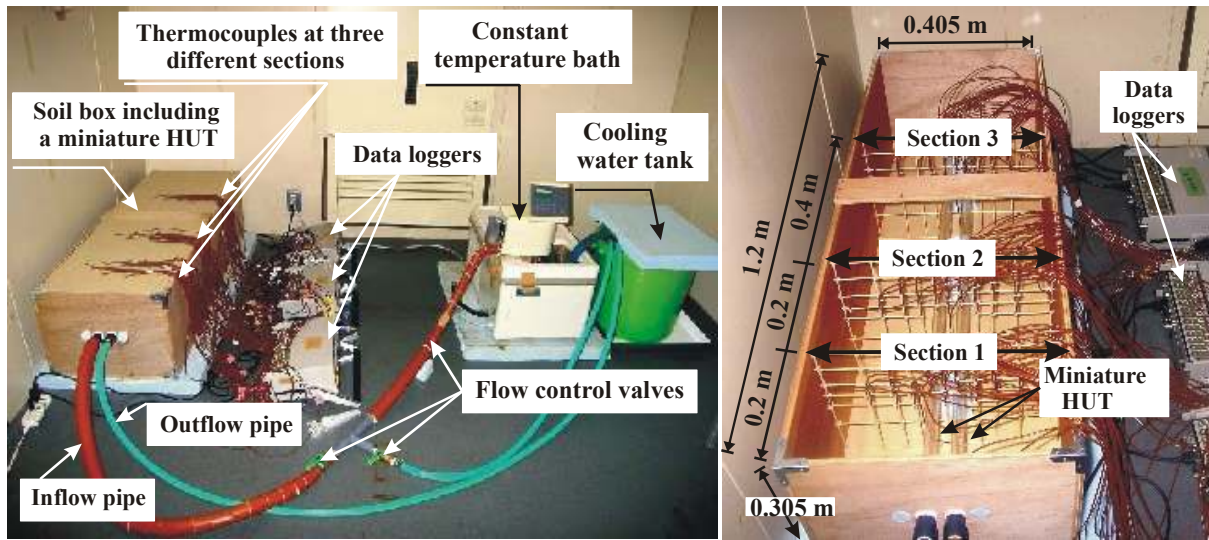 Thermocouples at three
different sections
Constant
temperature bath
Soil box including
a miniature HUT
Data loggers
Cooling
water tank
Flow control valves
Outflow pipe
Inflow pipe
0.405 m
Data
loggers
Section 3
1.2 m
0.4 m
Section 2
0.2 m
Section 1
0.2 m
Miniature
HUT
0.305 m